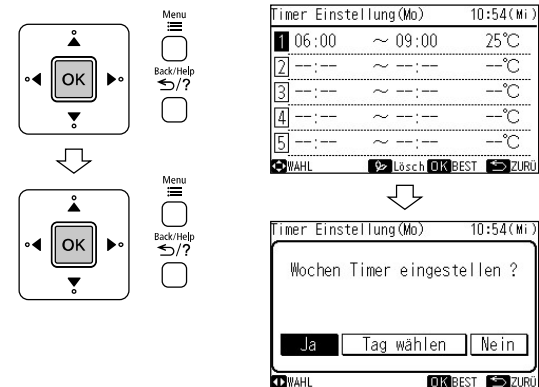 Menu
OK
Back/Help
/?
Menu
OK
Back/Help
/?
Timer Einstellung(Mo) 10:54(Mi)
1 06:00 ~ 09:00 25℃
2 --:-- ~ --:-- --℃
3 --:-- ~ --:-- --℃
4 --:-- ~ --:-- --℃
5 --:-- ~ --:-- --℃
WAHL Lösch OK BEST ZURÜ
Timer Einstellung(Mo) 10:54(Mi)
Wochen Timer eingestellen ?
Ja Tag wählen Nein
WAHL OK BEST ZURÜ